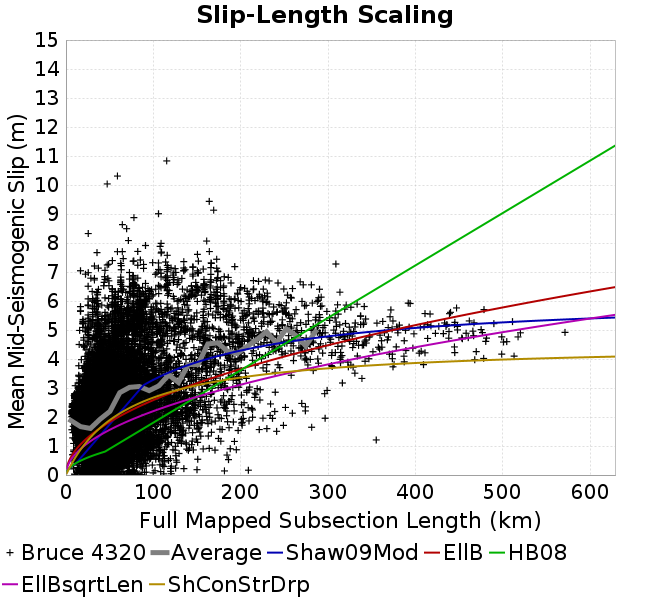 Slip-Length Scaling
Mean Mid-Seismogenic Slip (m)
15
14
13
12
11
10
9
8
7
6
5
4
3
2
1
0
0 100 200 300 400 500 600
Full Mapped Subsection Length (km)
Bruce 4320 Average Shaw09Mod EllB HB08
EllBsqrtLen ShConStrDrp